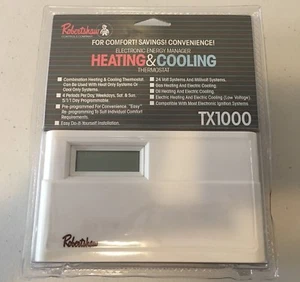 Robertshaw
FOR COMFORT! SAVINGS! CONVENIENCE!
ELECTRONIC ENERGY MANAGER
HEATING&COOLING
THERMOSTAT
• Combination Heating & Cooling Thermostat. Can Be Used With Heat Only Systems Or Cool Only Systems.
• 4 Periods Per Day, Weekdays, Sat. & Sun. 5/1/1 Day Programmable.
• Pre-programmed For Convenience. "Easy" Re-programming To Match Individual Schedules.
• Easy Do-It-Yourself Installation.
• 24 Volt Systems And Millivolt Systems.
• Gas Heating And Electric Cooling
• Oil Heating And Electric Cooling
• Electric Heating And Electric Cooling (Low Voltage)
• Compatible With Most Electronic Ignition Systems
TX1000
Robertshaw